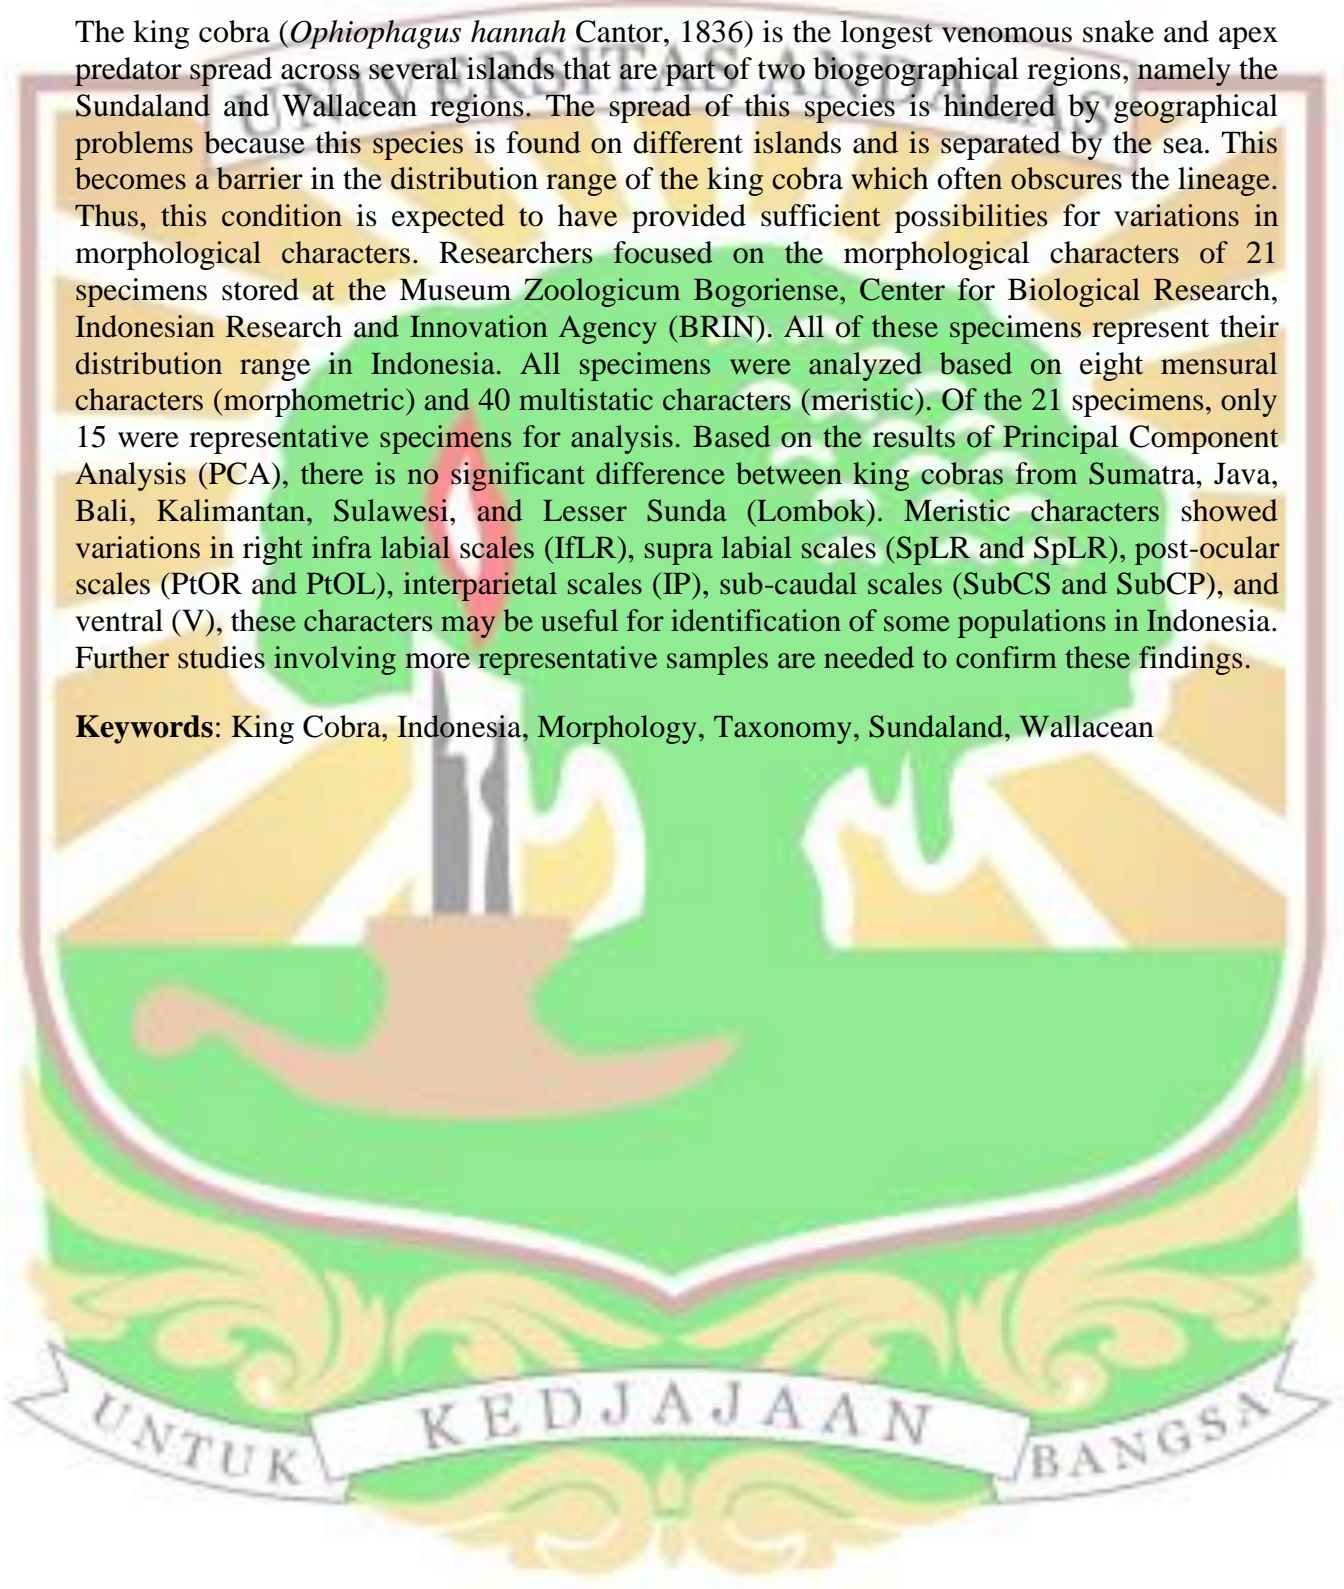 The king cobra (Ophiophagus hannah Cantor, 1836) is the longest venomous snake and apex
predator spread across several islands that are part of two biogeographical regions, namely the
UNIVERSITAS ANDALAS
Sundaland and Wallacean regions. The spread of this species is hindered by geographical
problems because this species is found on different islands and is separated by the sea. This
becomes a barrier in the distribution range of the king cobra which often obscures the lineage.
Thus, this condition is expected to have provided sufficient possibilities for variations in
morphological characters. Researchers focused on the morphological characters of 21
specimens stored at the Museum Zoologicum Bogoriense, Center for Biological Research,
Indonesian Research and Innovation Agency (BRIN). All of these specimens represent their
distribution range in Indonesia. All specimens were analyzed based on eight mensural
characters (morphometric) and 40 multistatic characters (meristic). Of the 21 specimens, only
15 were representative specimens for analysis. Based on the results of Principal Component
Analysis (PCA), there is no significant difference between king cobras from Sumatra, Java,
Bali, Kalimantan, Sulawesi, and Lesser Sunda (Lombok). Meristic characters showed
variations in right infra labial scales (IfLR), supra labial scales (SpLR and SpLR), post-ocular
scales (PtOR and PtOL), interparietal scales (IP), sub-caudal scales (SubCS and SubCP), and
ventral (V), these characters may be useful for identification of some populations in Indonesia.
Further studies involving more representative samples are needed to confirm these findings.
Keywords: King Cobra, Indonesia, Morphology, Taxonomy, Sundaland, Wallacean
UNTUK KEDJAJAAN BANGSA